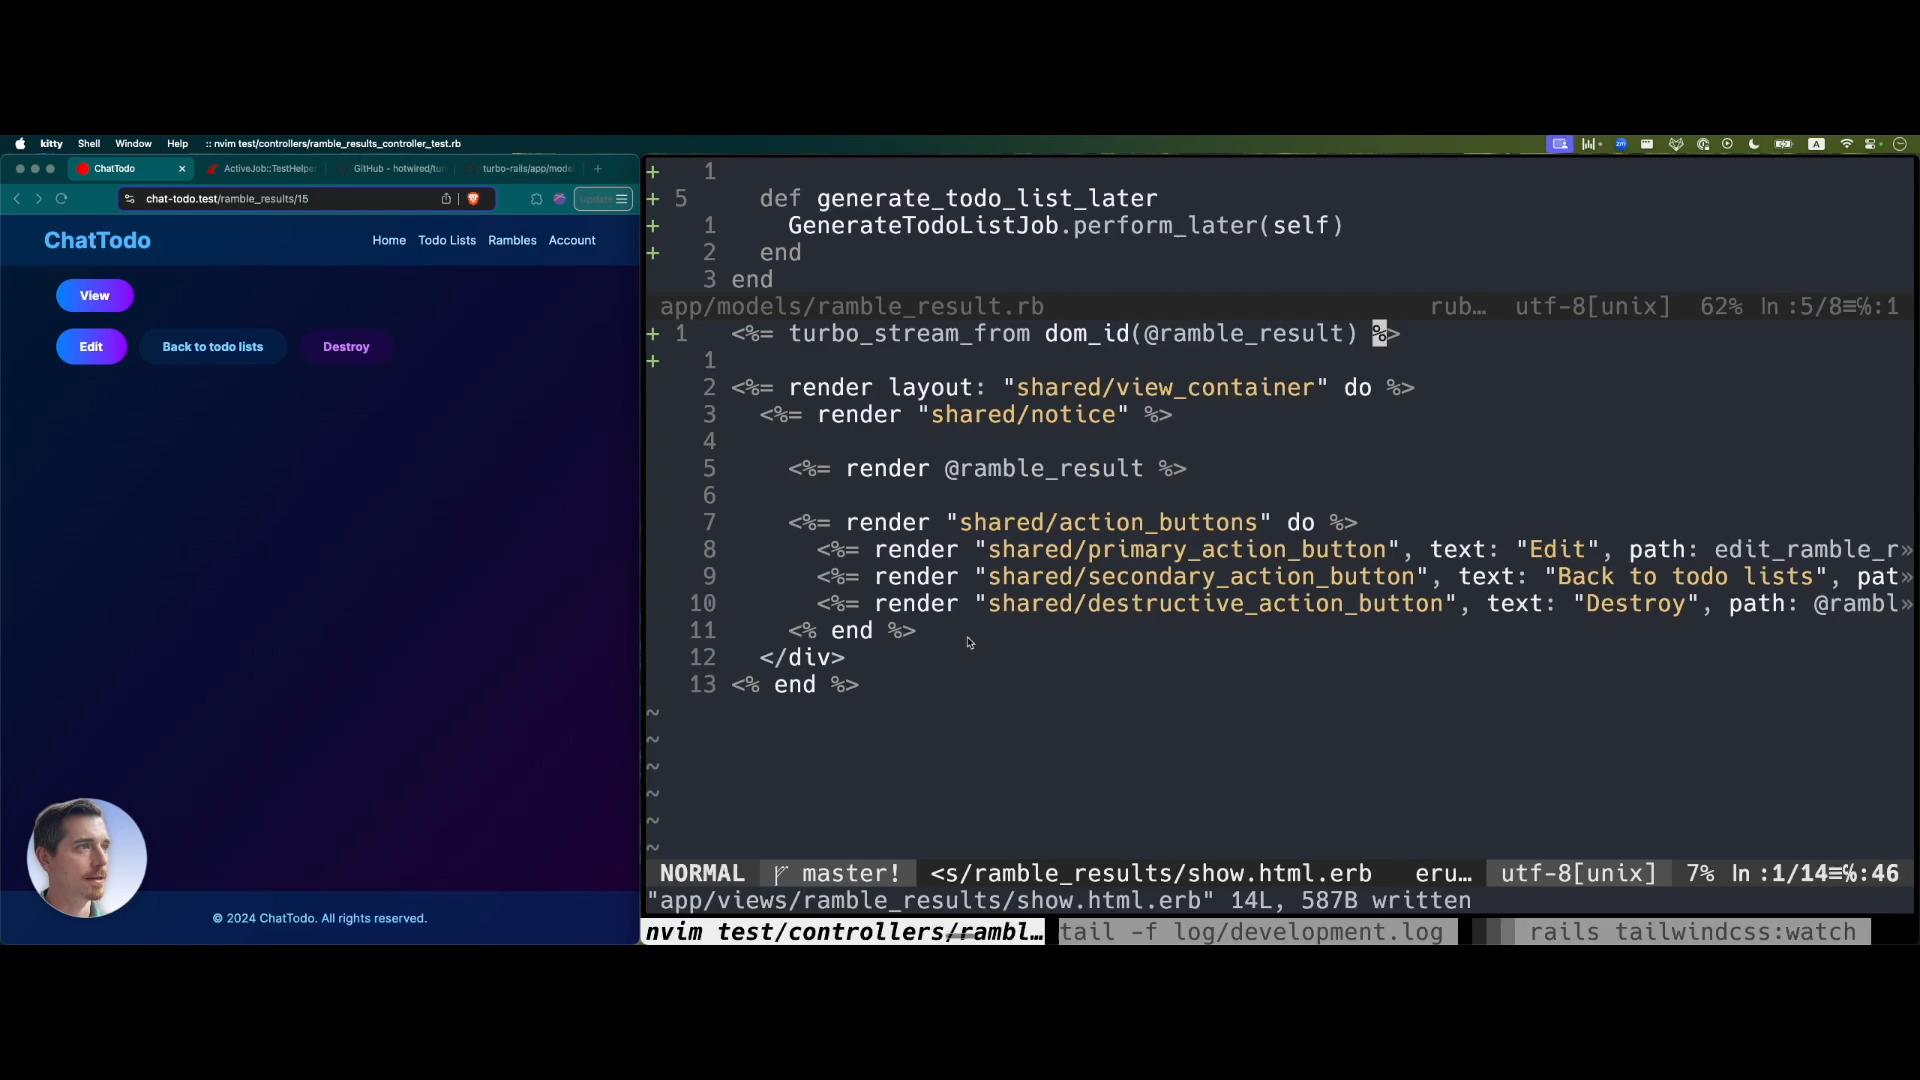 kitty Shell Window Help :: nvim test/controllers/ramble_results_controller_test.rb
ChatTodo
ActiveJob::TestHelpe
GitHub - hotwired/tur
turbo-rails/app/mode
chat-todo.test/ramble_results/15
update
ChatTodo
Home Todo Lists Rambles Account
View
Edit Back to todo lists Destroy
© 2024 ChatTodo. All rights reserved.
+ 1
+ 5 def generate_todo_list_later
+ 1 GenerateTodoListJob.perform_later(self)
+ 2 end
3 end
app/models/ramble_result.rb rub… utf-8[unix] 62% ln :5/8≡℅:1
+ 1 <%= turbo_stream_from dom_id(@ramble_result) %>
+ 1
2 <%= render layout: "shared/view_container" do %>
3 <%= render "shared/notice" %>
4
5 <%= render @ramble_result %>
6
7 <%= render "shared/action_buttons" do %>
8 <%= render "shared/primary_action_button", text: "Edit", path: edit_ramble_r»
9 <%= render "shared/secondary_action_button", text: "Back to todo lists", pat»
10 <%= render "shared/destructive_action_button", text: "Destroy", path: @rambl»
11 <% end %>
12 </div>
13 <% end %>
~
~
~
~
~
~
NORMAL master! <s/ramble_results/show.html.erb eru… utf-8[unix] 7% ln :1/14≡℅:46
"app/views/ramble_results/show.html.erb" 14L, 587B written
nvim test/controllers/rambl… tail -f log/development.log rails tailwindcss:watch